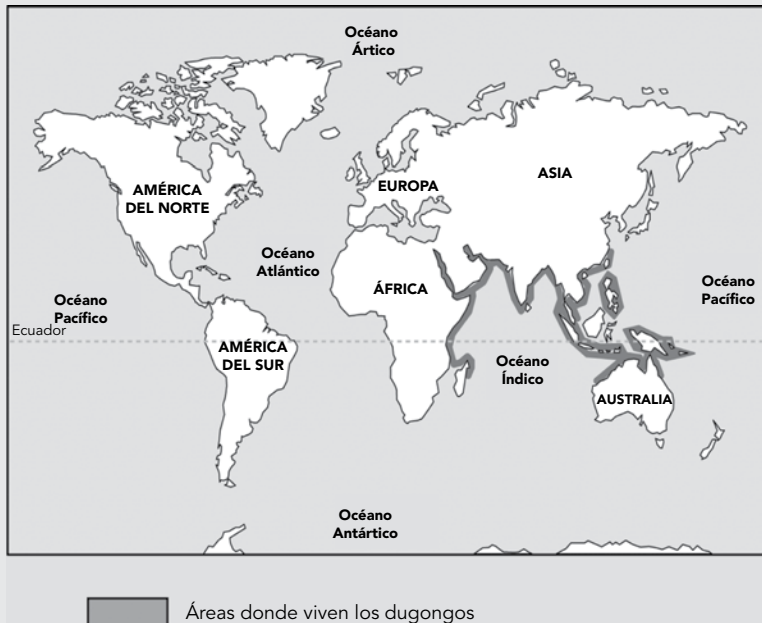 Océano
Ártico
AMÉRICA
DEL NORTE
EUROPA
ASIA
Océano
Atlántico
ÁFRICA
Océano
Pacífico
Océano
Pacífico
Ecuador
AMÉRICA
DEL SUR
Océano
Índico
AUSTRALIA
Océano
Antártico
Áreas donde viven los dugongos